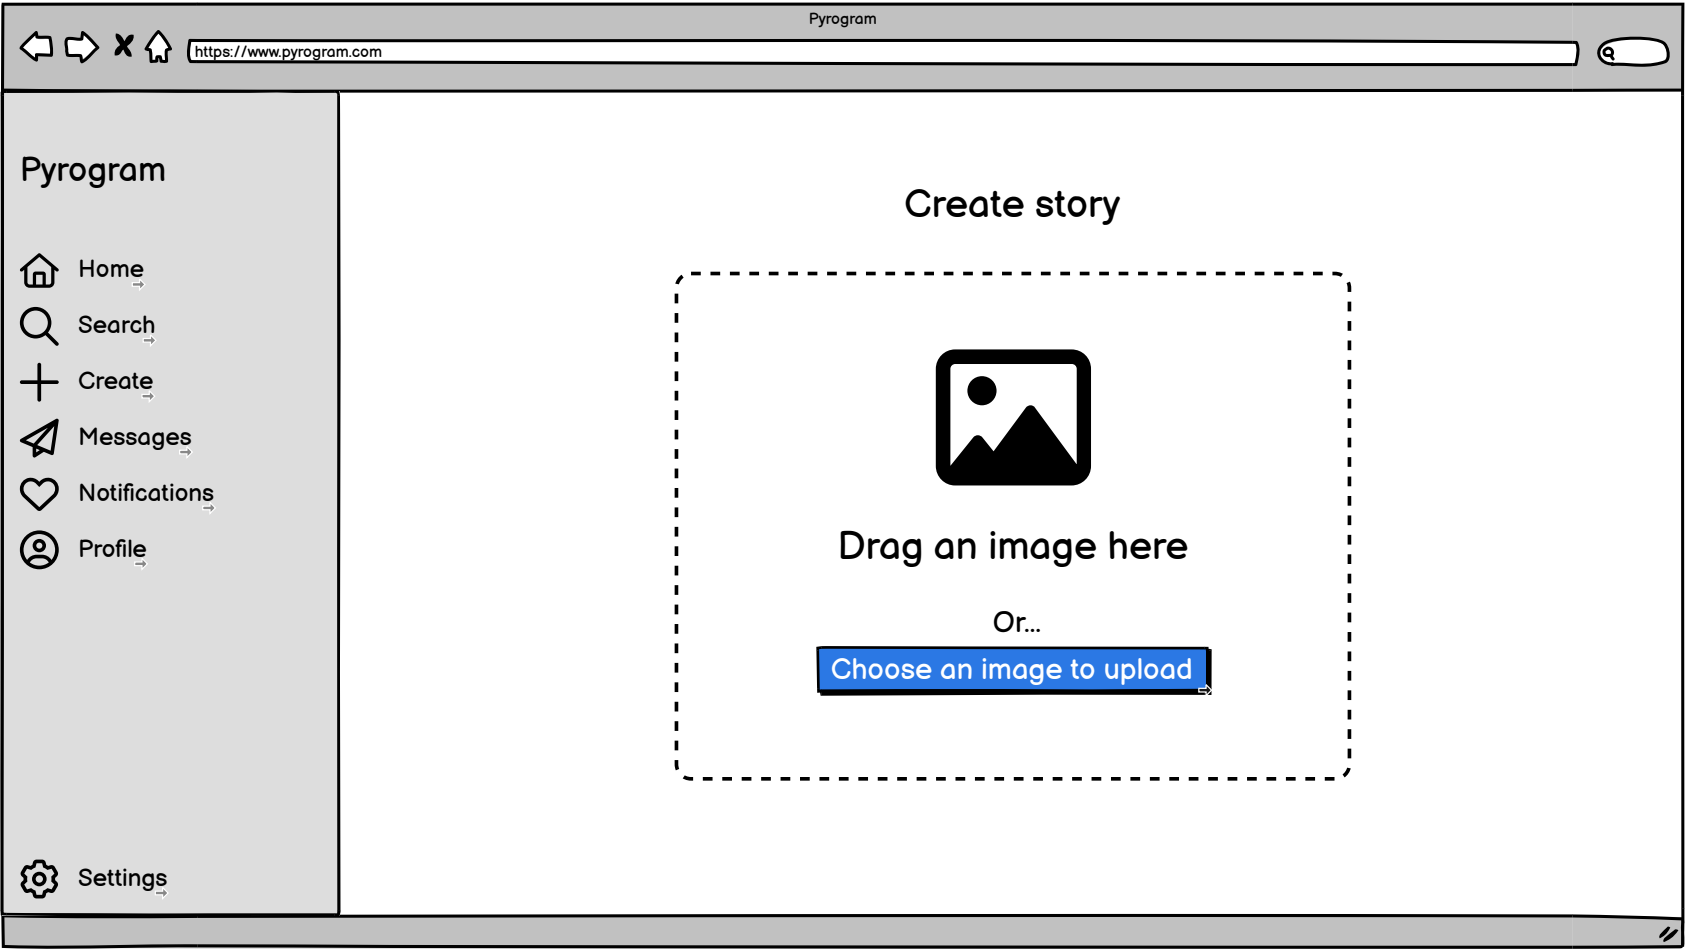 Pyrogram
https://www.pyrogram.com
Pyrogram
Home
Search
Create
Messages
Notifications
Profile
Settings
Create story
Drag an image here
Or...
Choose an image to upload